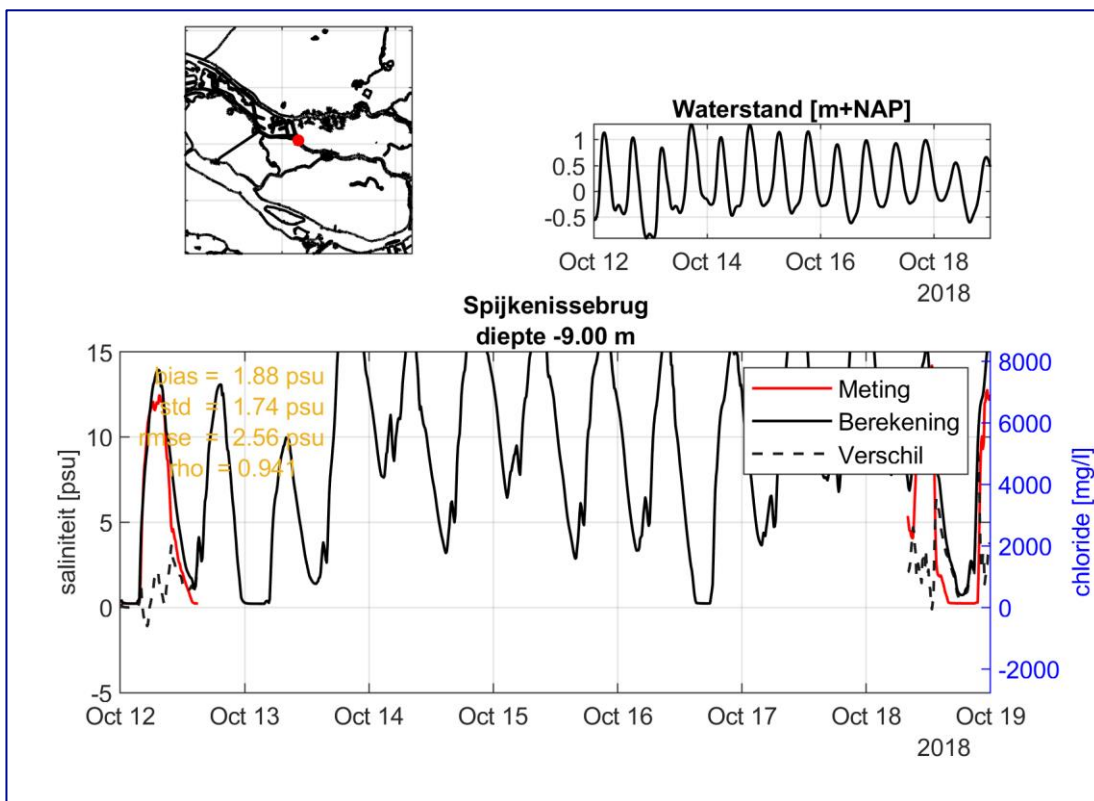 Waterstand [m+NAP]
1
0.5
0
-0.5
Oct 12
Oct 14
Oct 16
Oct 18
2018
Spijkenissebrug
diepte -9.00 m
15
10
5
0
-5
saliniteit [psu]
bias = 1.88 psu
std = 1.74 psu
rmse = 2.56 psu
rho = 0.941
Meting
Berekening
Verschil
8000
6000
4000
2000
0
-2000
chloride [mg/l]
Oct 12
Oct 13
Oct 14
Oct 15
Oct 16
Oct 17
Oct 18
Oct 19
2018